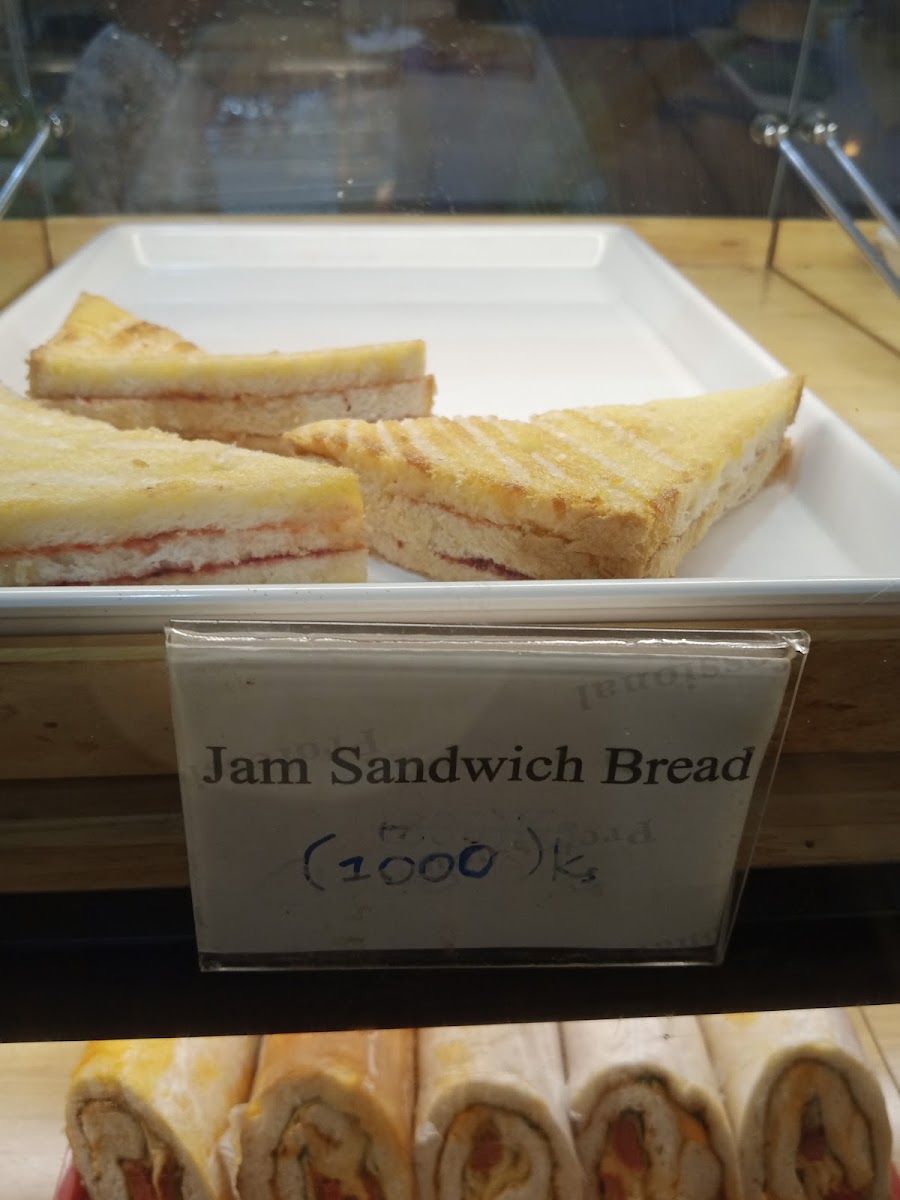 Jam Sandwich Bread
(1000)Ks